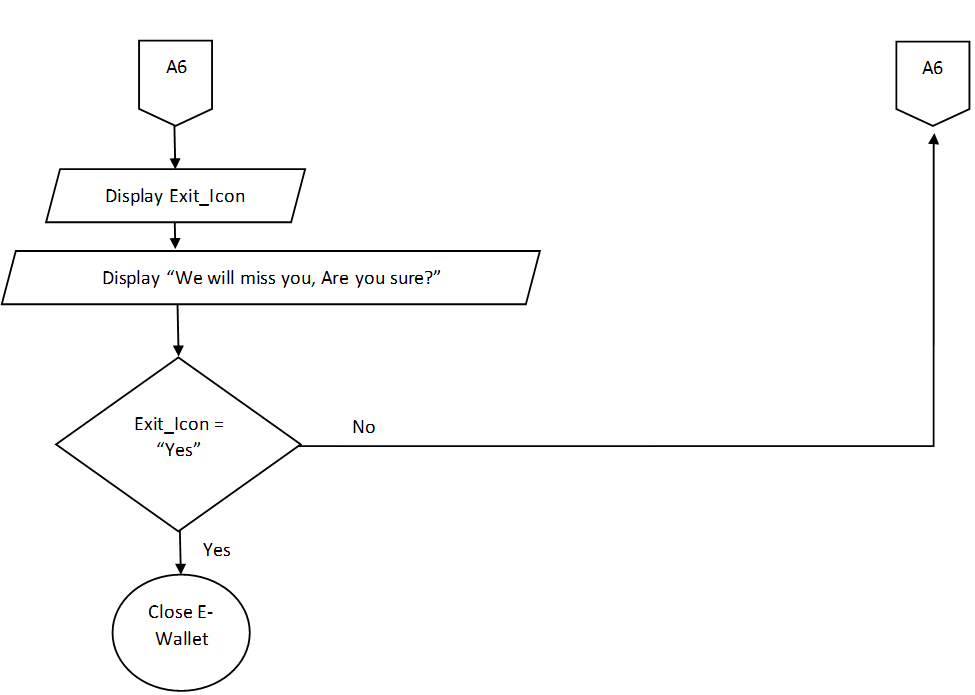 A6
A6
Display Exit_Icon
Display “We will miss you, Are you sure?”
Exit_Icon =
“Yes”
No
Yes
Close E-
Wallet